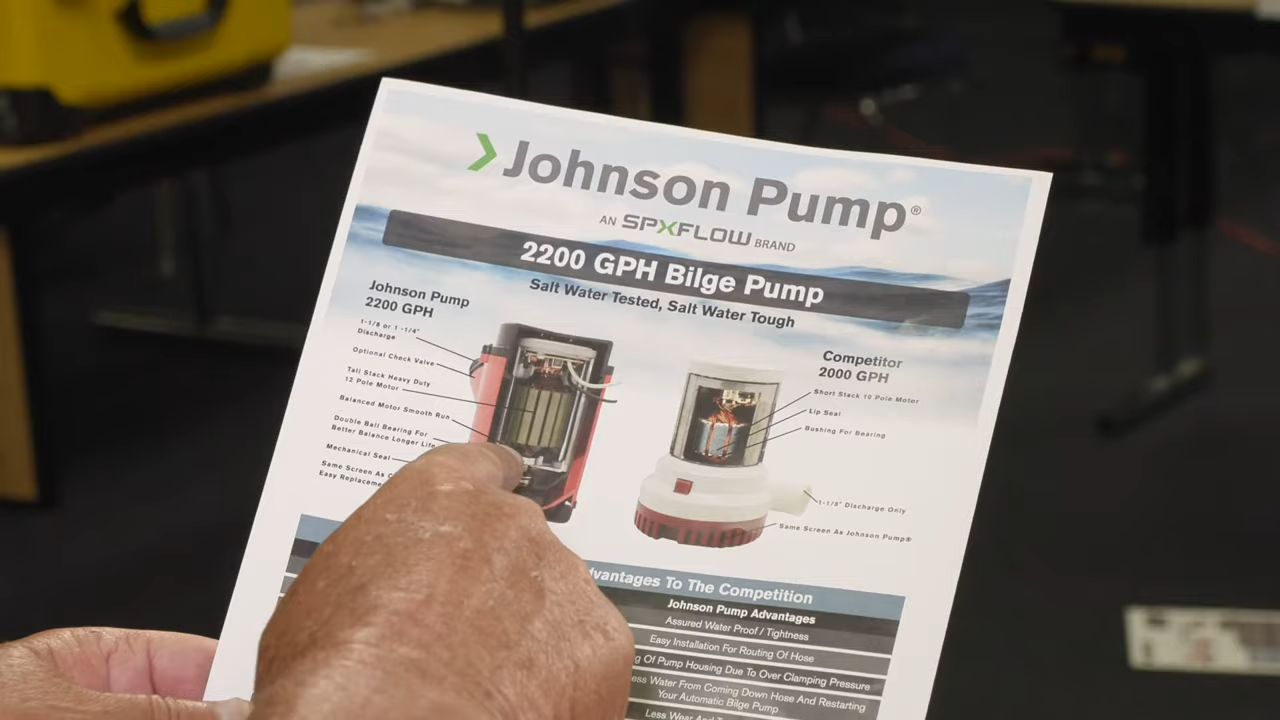 Johnson Pump®
AN SPXFLOW BRAND
2200 GPH Bilge Pump
Salt Water Tested, Salt Water Tough
Johnson Pump
2200 GPH
1-1/8 or 1 -1/4"
Discharge
Optional Check Valve
Tall Stack Heavy Duty
12 Pole Motor
Balanced Motor Smooth Run
Double Ball Bearing For
Better Balance Longer Life
Mechanical Seal
Same Screen As
Easy
Competitor
2000 GPH
Short Stack 10 Pole Motor
Lip Seal
Bushing For Bearing
1-1/8" Discharge Only
Same Screen As Johnson Pump®
To The Competition
Johnson Pump Advantages
Assured Water Proof / Tightness
Easy Installation For Routing Of Hose
Of Pump Housing Due To Over Clamping Pressure
Water From Coming Down Hose And Restarting
Your Automatic Bilge Pump
Less Wear And